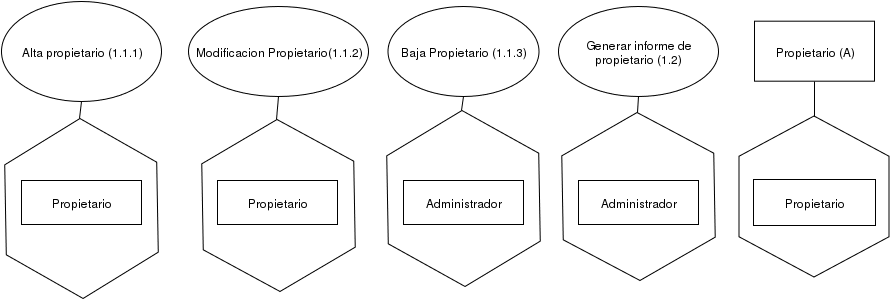 Alta propietario (1.1.1)
Modificacion Propietario(1.1.2)
Baja Propietario (1.1.3)
Generar informe de
propietario (1.2)
Propietario (A)
Propietario
Propietario
Administrador
Administrador
Propietario